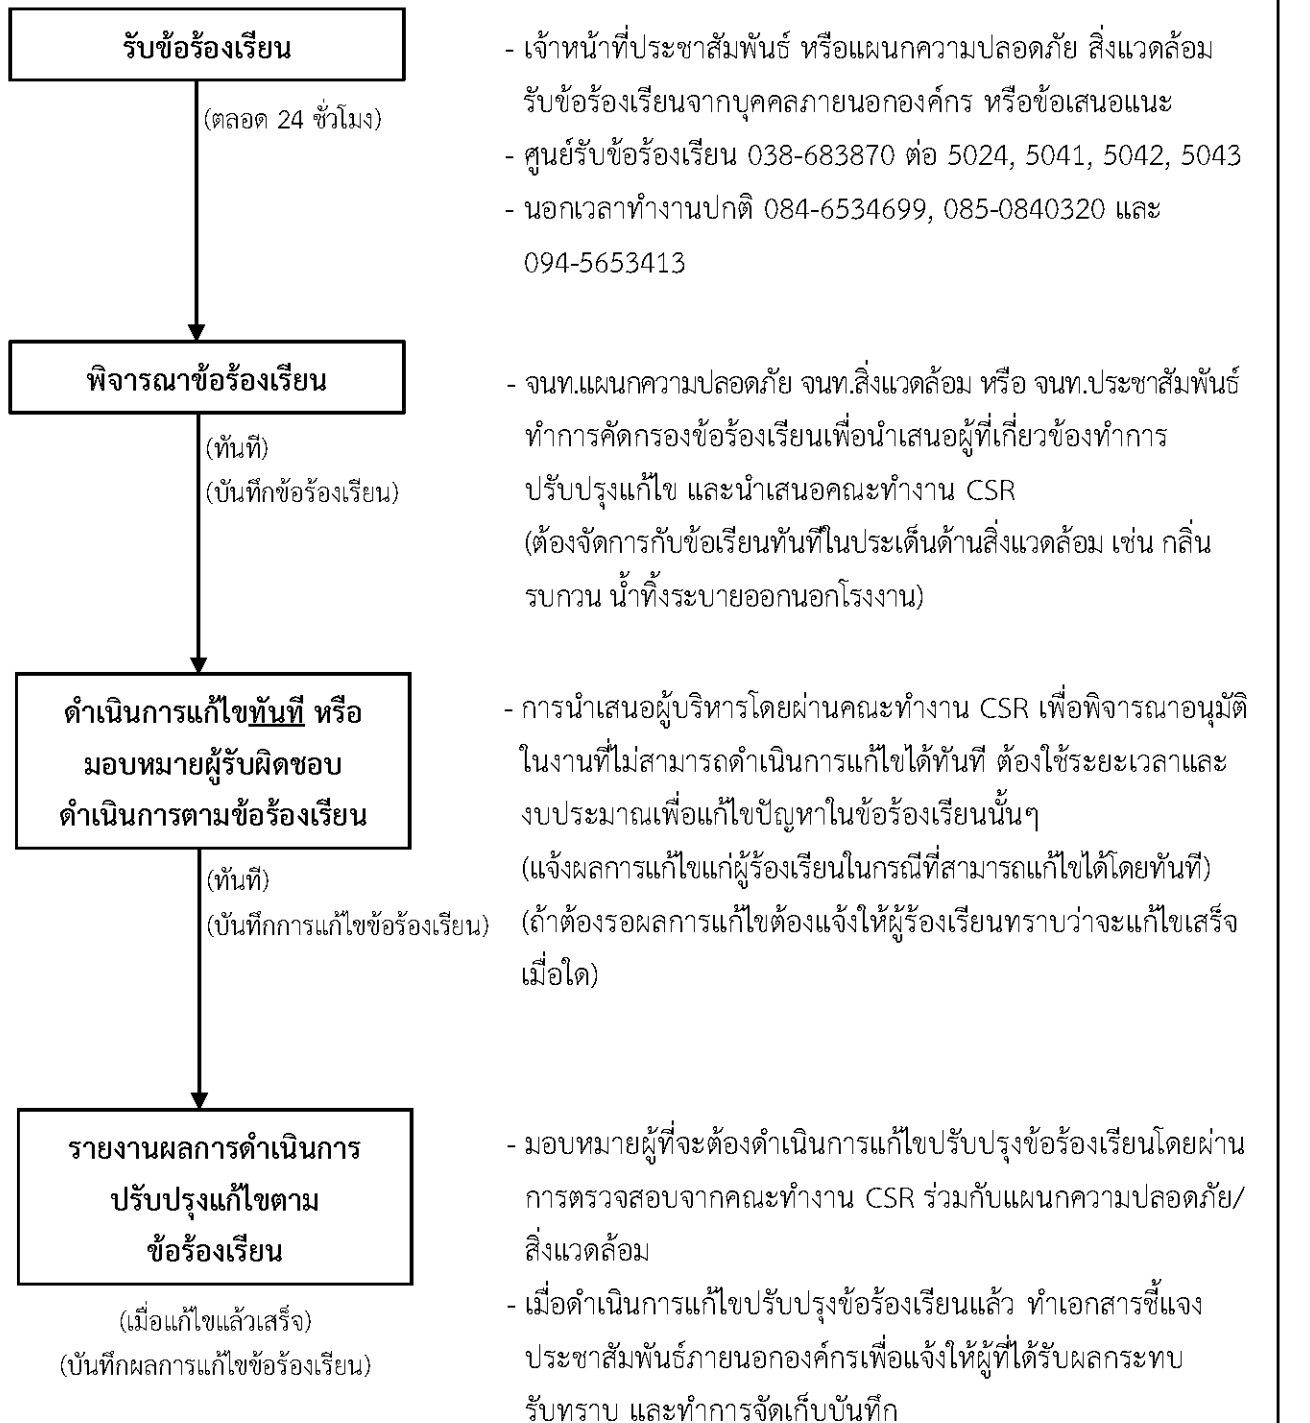 รับข้อร้องเรียน
(ตลอด 24 ชั่วโมง)
- เจ้าหน้าที่ประชาสัมพันธ์ หรือแผนกความปลอดภัย สิ่งแวดล้อม
รับข้อร้องเรียนจากบุคคลภายนอกองค์กร หรือข้อเสนอแนะ
- ศูนย์รับข้อร้องเรียน 038-683870 ต่อ 5024, 5041, 5042, 5043
- นอกเวลาทำงานปกติ 084-6534699, 085-0840320 และ
094-5653413
พิจารณาข้อร้องเรียน
(ทันที)
(บันทึกข้อร้องเรียน)
- จนท.แผนกความปลอดภัย จนท.สิ่งแวดล้อม หรือ จนท.ประชาสัมพันธ์
ทำการคัดกรองข้อร้องเรียนเพื่อนำเสนอผู้ที่เกี่ยวข้องทำการ
ปรับปรุงแก้ไข และนำเสนอคณะทำงาน CSR
(ต้องจัดการกับข้อเรียนทันทีในประเด็นด้านสิ่งแวดล้อม เช่น กลิ่น
รบกวน น้ำทิ้งระบายออกนอกโรงงาน)
ดำเนินการแก้ไขทันที หรือ
มอบหมายผู้รับผิดชอบ
ดำเนินการตามข้อร้องเรียน
(ทันที)
(บันทึกการแก้ไขข้อร้องเรียน)
- การนำเสนอผู้บริหารโดยผ่านคณะทำงาน CSR เพื่อพิจารณาอนุมัติ
ในงานที่ไม่สามารถดำเนินการแก้ไขได้ทันที ต้องใช้ระยะเวลาและ
งบประมาณเพื่อแก้ไขปัญหาในข้อร้องเรียนนั้นๆ
(แจ้งผลการแก้ไขแก่ผู้ร้องเรียนในกรณีที่สามารถแก้ไขได้โดยทันที)
(ถ้าต้องรอผลการแก้ไขต้องแจ้งให้ผู้ร้องเรียนทราบว่าจะแก้ไขเสร็จ
เมื่อใด)
รายงานผลการดำเนินการ
ปรับปรุงแก้ไขตาม
ข้อร้องเรียน
(เมื่อแก้ไขแล้วเสร็จ)
(บันทึกผลการแก้ไขข้อร้องเรียน)
- มอบหมายผู้ที่จะต้องดำเนินการแก้ไขปรับปรุงข้อร้องเรียนโดยผ่าน
การตรวจสอบจากคณะทำงาน CSR ร่วมกับแผนกความปลอดภัย/
สิ่งแวดล้อม
- เมื่อดำเนินการแก้ไขปรับปรุงข้อร้องเรียนแล้ว ทำเอกสารชี้แจง
ประชาสัมพันธ์ภายนอกองค์กรเพื่อแจ้งให้ผู้ที่ได้รับผลกระทบ
รับทราบ และทำการจัดเก็บบันทึก